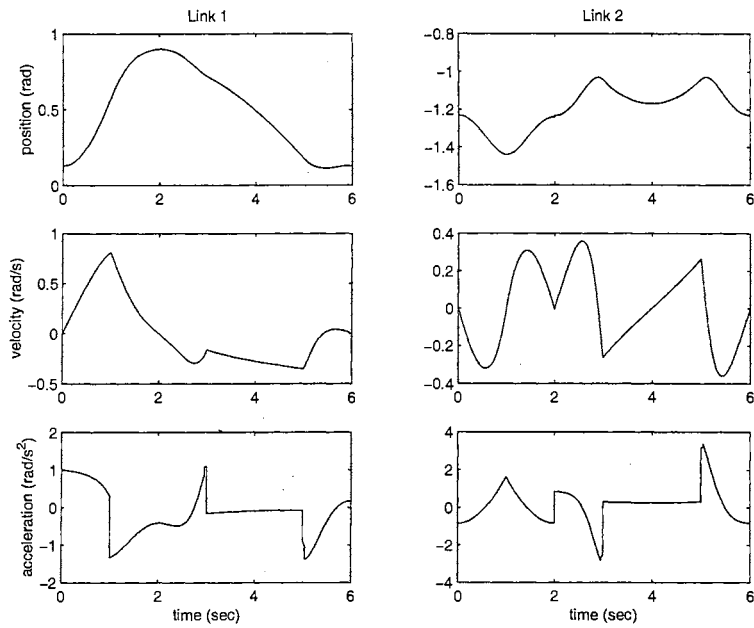 Link 1
Link 2
position (rad)
1
0.5
0
0 2 4 6
-0.8
-1
-1.2
-1.4
-1.6
0 2 4 6
velocity (rad/s)
1
0.5
0
-0.5
0 2 4 6
0.4
0.2
0
-0.2
-0.4
0 2 4 6
acceleration (rad/s²)
2
1
0
-1
-2
0 2 4 6
time (sec)
4
2
0
-2
-4
0 2 4 6
time (sec)